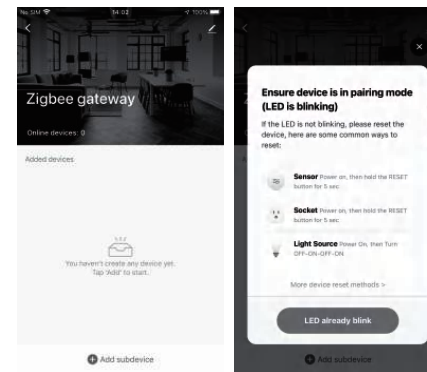 No SIM
14:02
100%
Zigbee gateway
Online devices: 0
Added devices
You haven't create any device yet.
Tap 'Add' to start.
Add subdevice
Ensure device is in pairing mode
(LED is blinking)
If the LED is not blinking, please reset the
device, here are some common ways to
reset:
Sensor Power on, then hold the RESET
button for 5 sec
Socket Power on, then hold the RESET
button for 5 sec
Light Source Power On, then Turn
OFF-ON-OFF-ON
More device reset methods >
LED already blink
Add subdevice